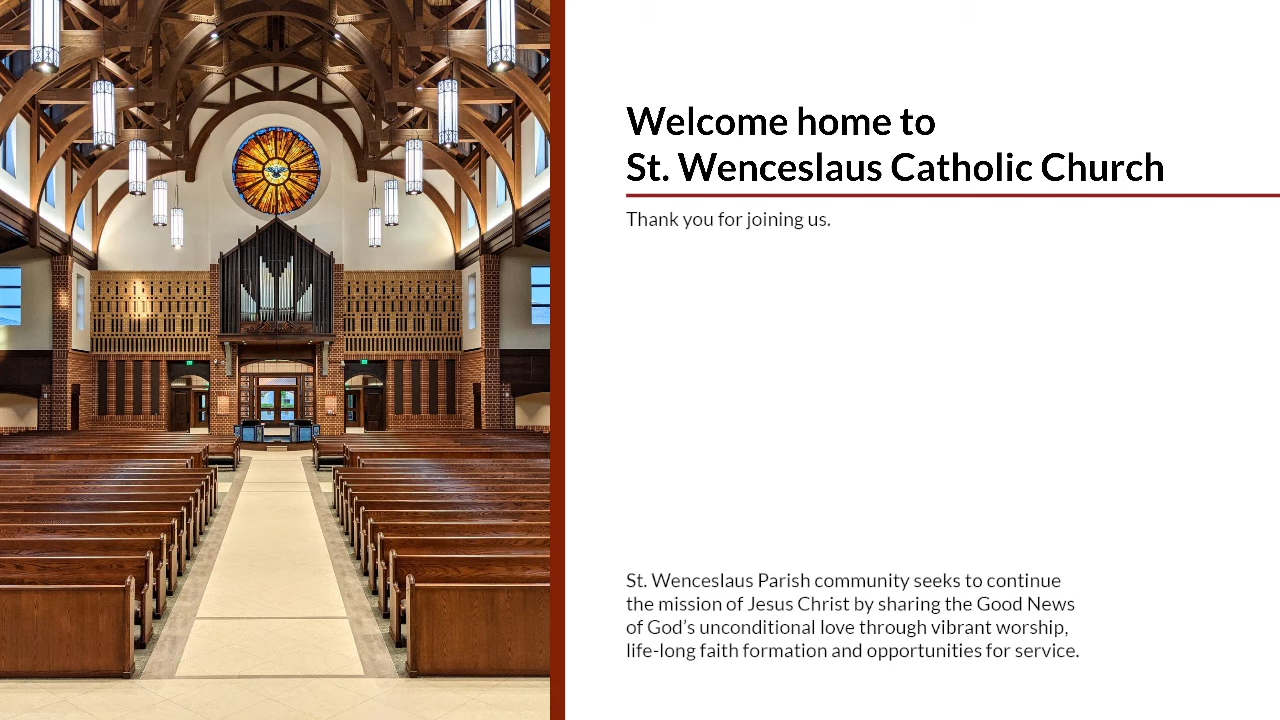 Welcome home to
St. Wenceslaus Catholic Church
Thank you for joining us.
St. Wenceslaus Parish community seeks to continue
the mission of Jesus Christ by sharing the Good News
of God’s unconditional love through vibrant worship,
life-long faith formation and opportunities for service.